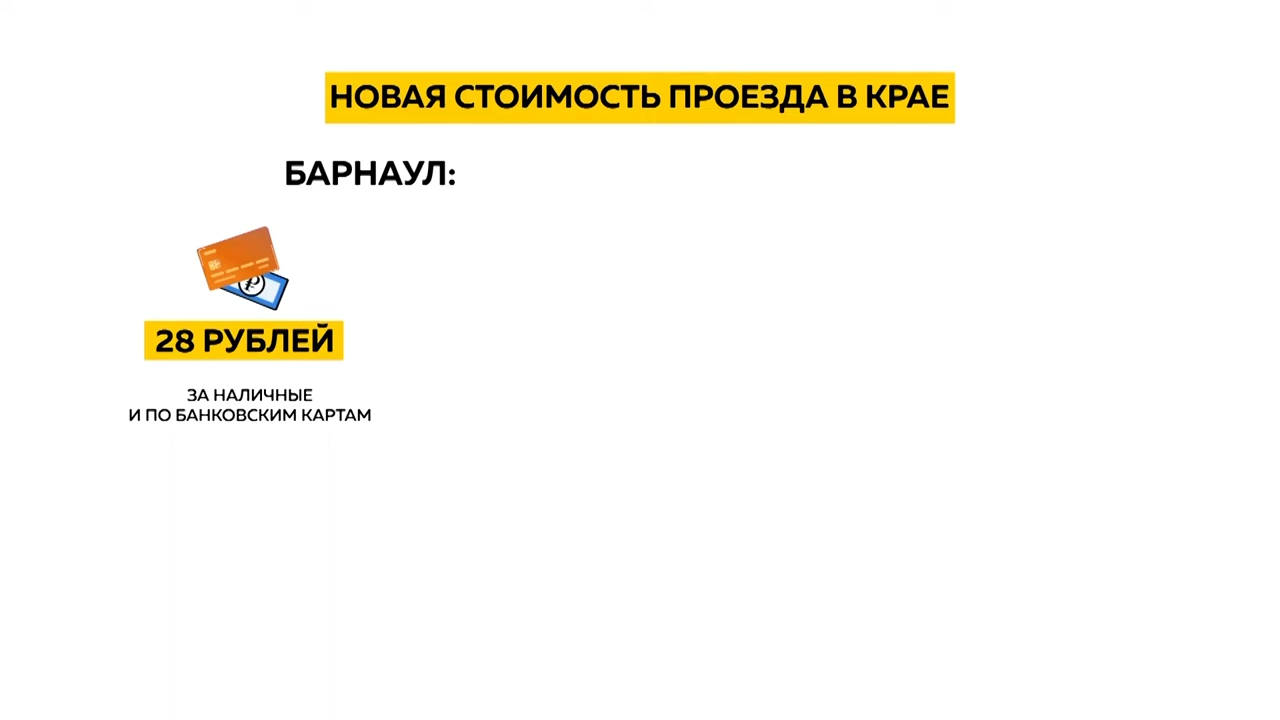 НОВАЯ СТОИМОСТЬ ПРОЕЗДА В КРАЕ
БАРНАУЛ:
₽
28 РУБЛЕЙ
ЗА НАЛИЧНЫЕ
И ПО БАНКОВСКИМ КАРТАМ